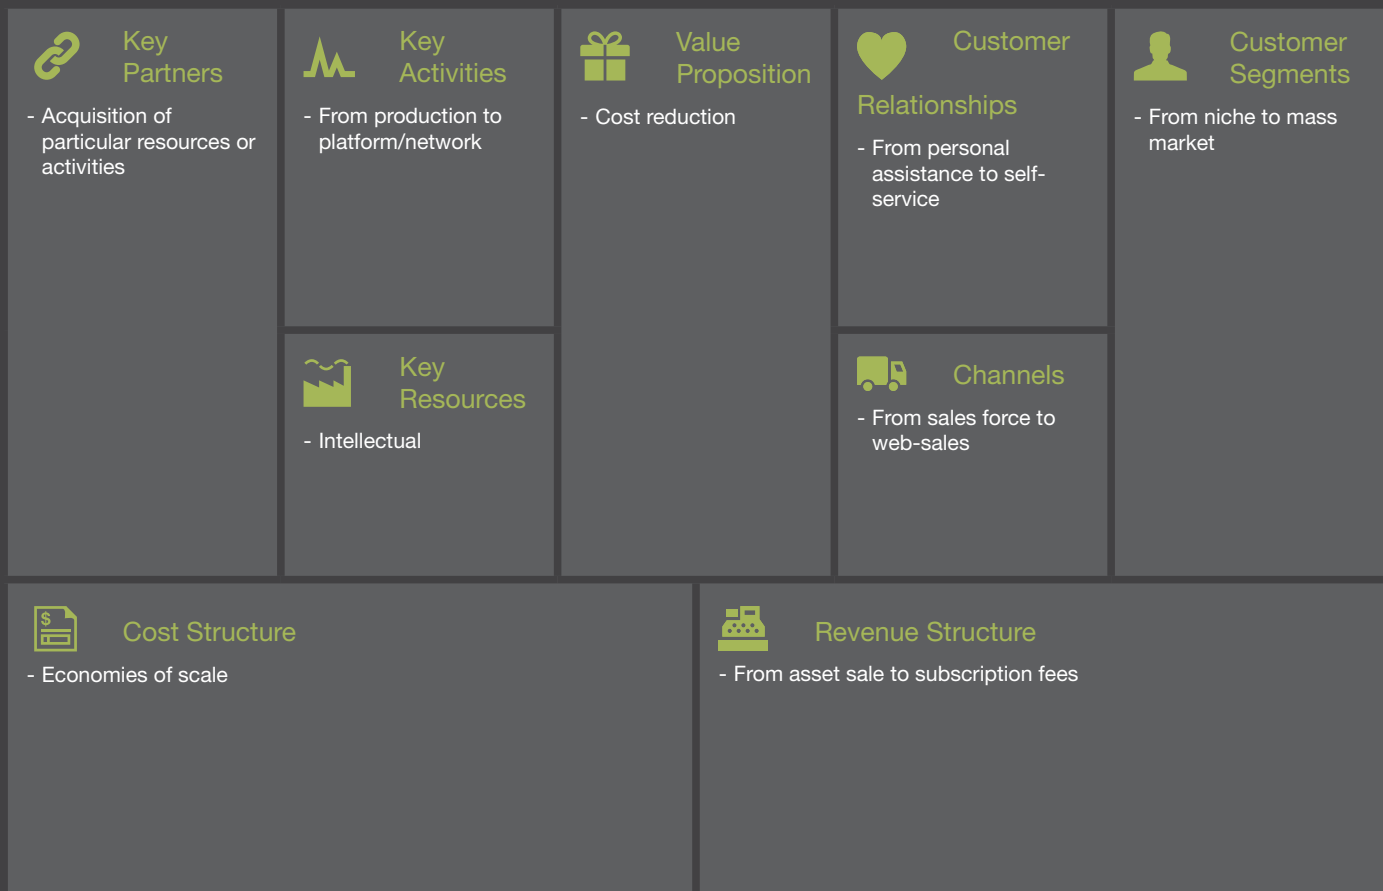 Key
Partners
- Acquisition of
particular resources or
activities
Key
Activities
- From production to
platform/network
Key
Resources
- Intellectual
Value
Proposition
- Cost reduction
Customer
Relationships
- From personal
assistance to self-
service
Channels
- From sales force to
web-sales
Customer
Segments
- From niche to mass
market
$
Cost Structure
- Economies of scale
Revenue Structure
- From asset sale to subscription fees